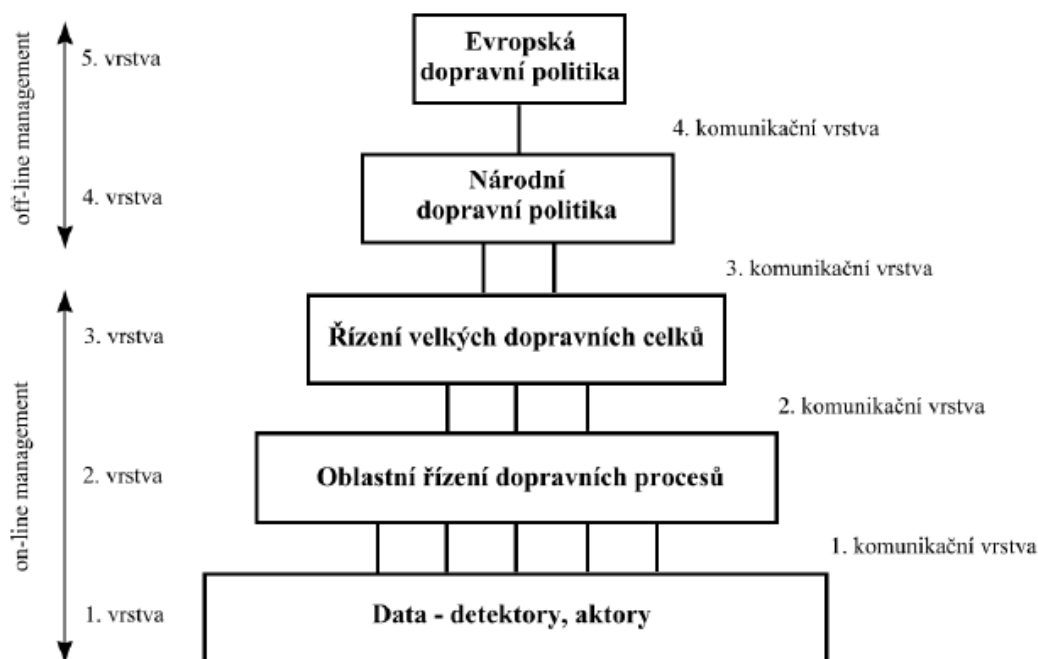 Evropská
dopravní politika
5. vrstva
4. komunikační vrstva
off-line management
Národní
dopravní politika
4. vrstva
3. komunikační vrstva
Řízení velkých dopravních celků
3. vrstva
2. komunikační vrstva
on-line management
Oblastní řízení dopravních procesů
2. vrstva
1. komunikační vrstva
Data - detektory, aktory
1. vrstva